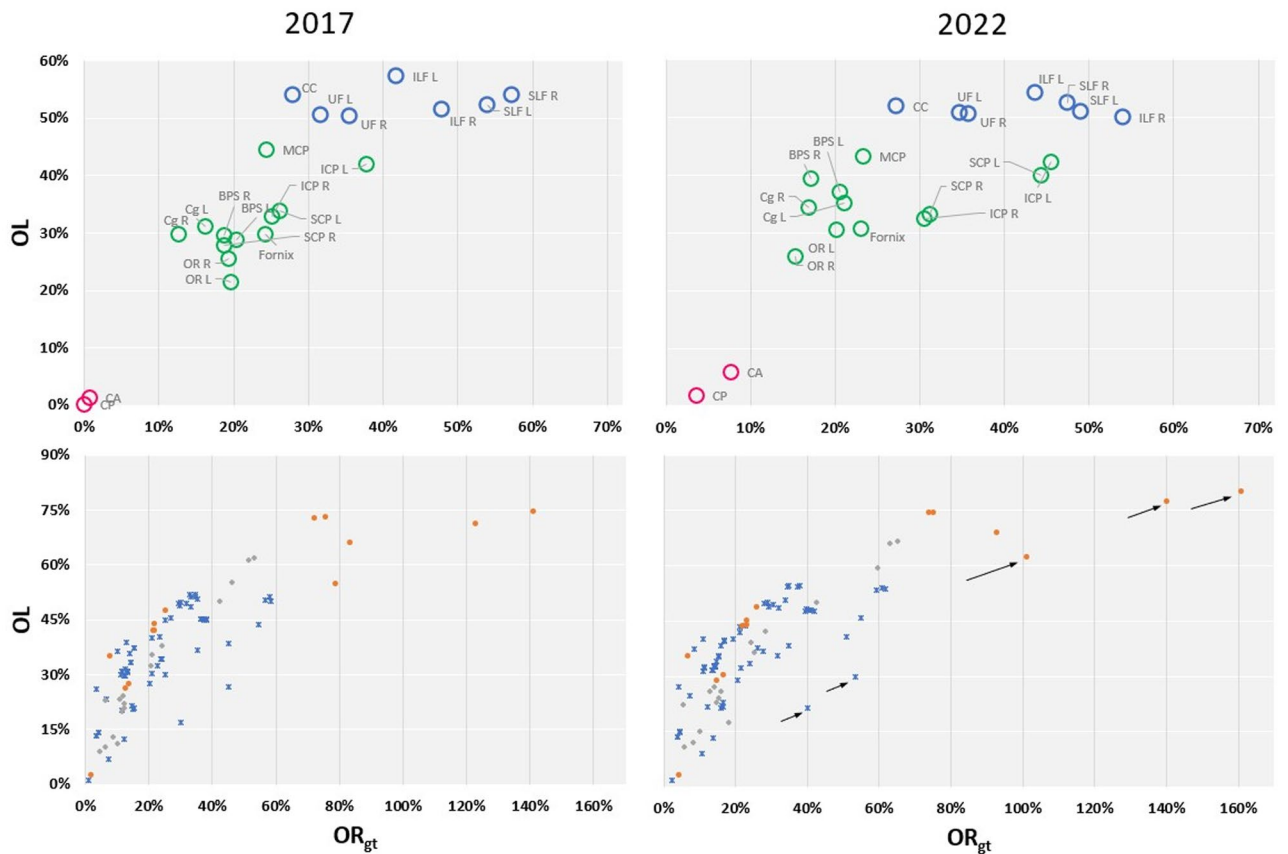 2017
2022
60%
50%
40%
30%
20%
10%
0%
OL
CC
ILF L
UF L
UF R
SLF R
SLF L
ILF R
MCP
ICP L
ICP R
BPS R
BPS L
Cg L
Cg R
SCP L
SCP R
Fornix
OR R
OR L
CA
CP
0% 10% 20% 30% 40% 50% 60% 70%
ILF L
SLF R
SLF L
UF L
CC
UF R
ILF R
BPS L
BPS R
MCP
SCP L
Cg R
SCP R
ICP L
Cg L
ICP R
Fornix
OR L
OR R
CA
CP
0% 10% 20% 30% 40% 50% 60% 70%
90%
75%
60%
45%
30%
15%
0%
OL
0% 20% 40% 60% 80% 100% 120% 140% 160%
ORgt
0% 20% 40% 60% 80% 100% 120% 140% 160%
ORgt